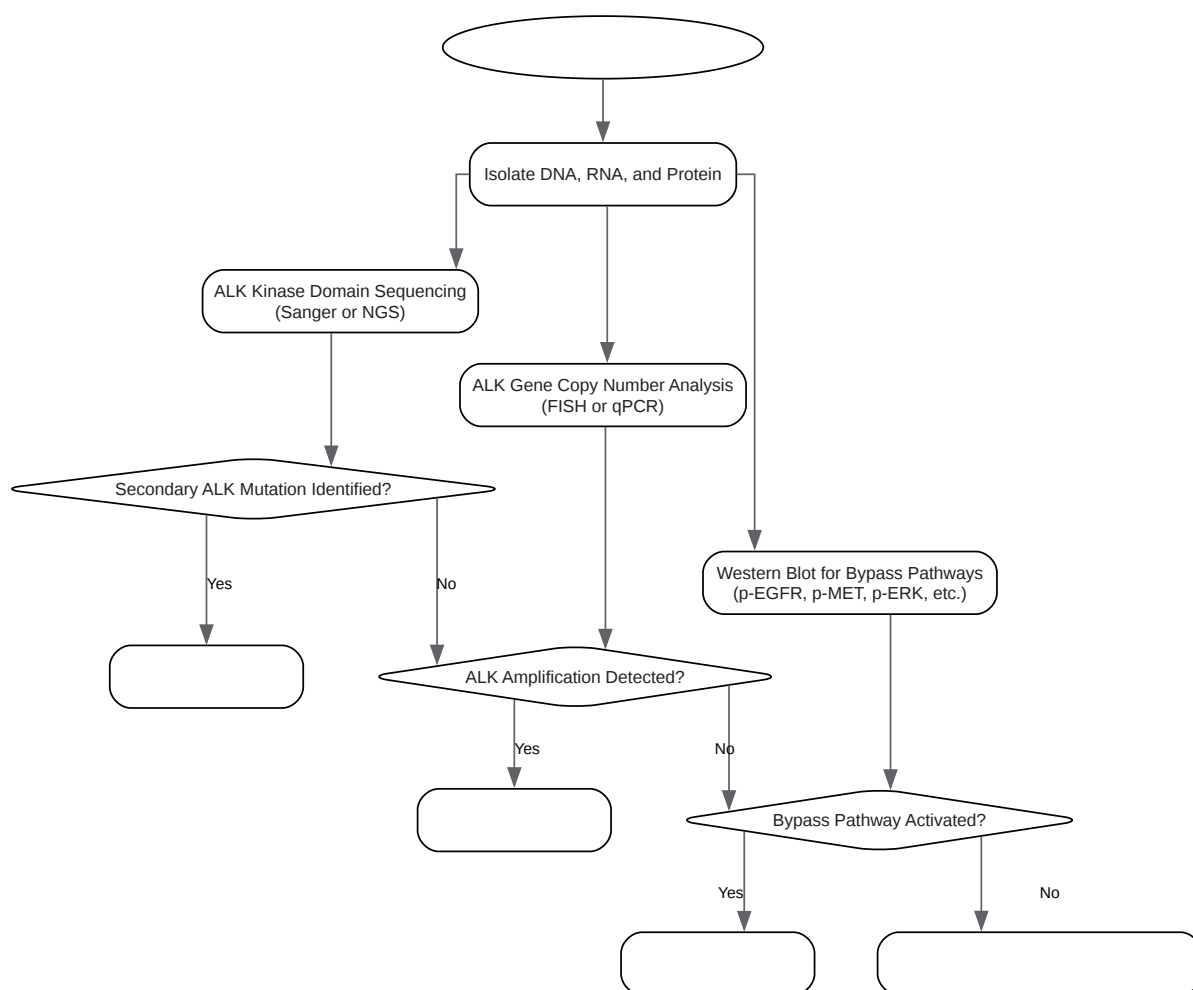 Isolate DNA, RNA, and Protein
ALK Kinase Domain Sequencing
(Sanger or NGS)
ALK Gene Copy Number Analysis
(FISH or qPCR)
Secondary ALK Mutation Identified?
Western Blot for Bypass Pathways
(p-EGFR, p-MET, p-ERK, etc.)
Yes
No
ALK Amplification Detected?
Yes
No
Bypass Pathway Activated?
Yes
No